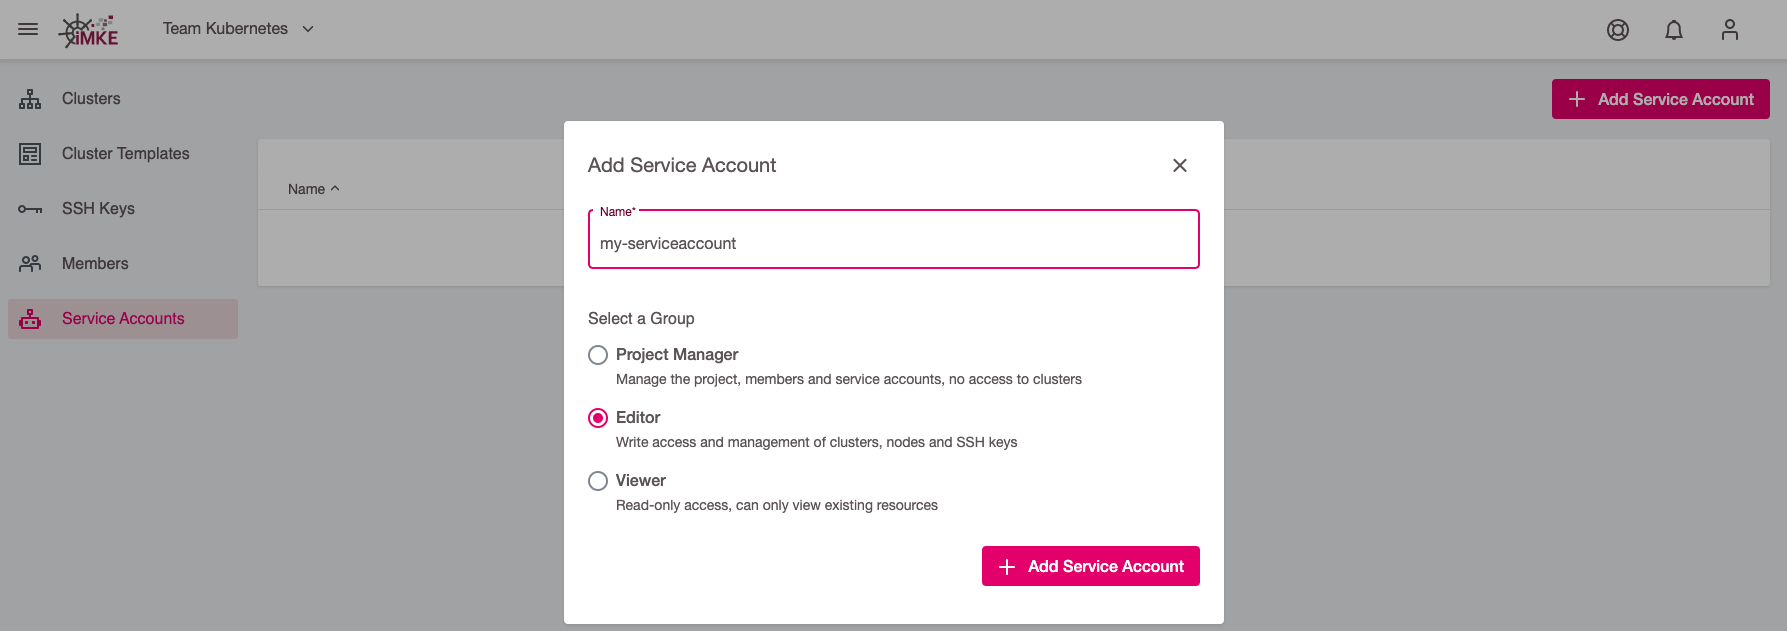 iMKE
Team Kubernetes
Clusters
Cluster Templates
SSH Keys
Members
Service Accounts
Add Service Account
Name
Add Service Account
Name*
my-serviceaccount
Select a Group
Project Manager
Manage the project, members and service accounts, no access to clusters
Editor
Write access and management of clusters, nodes and SSH keys
Viewer
Read-only access, can only view existing resources
Add Service Account